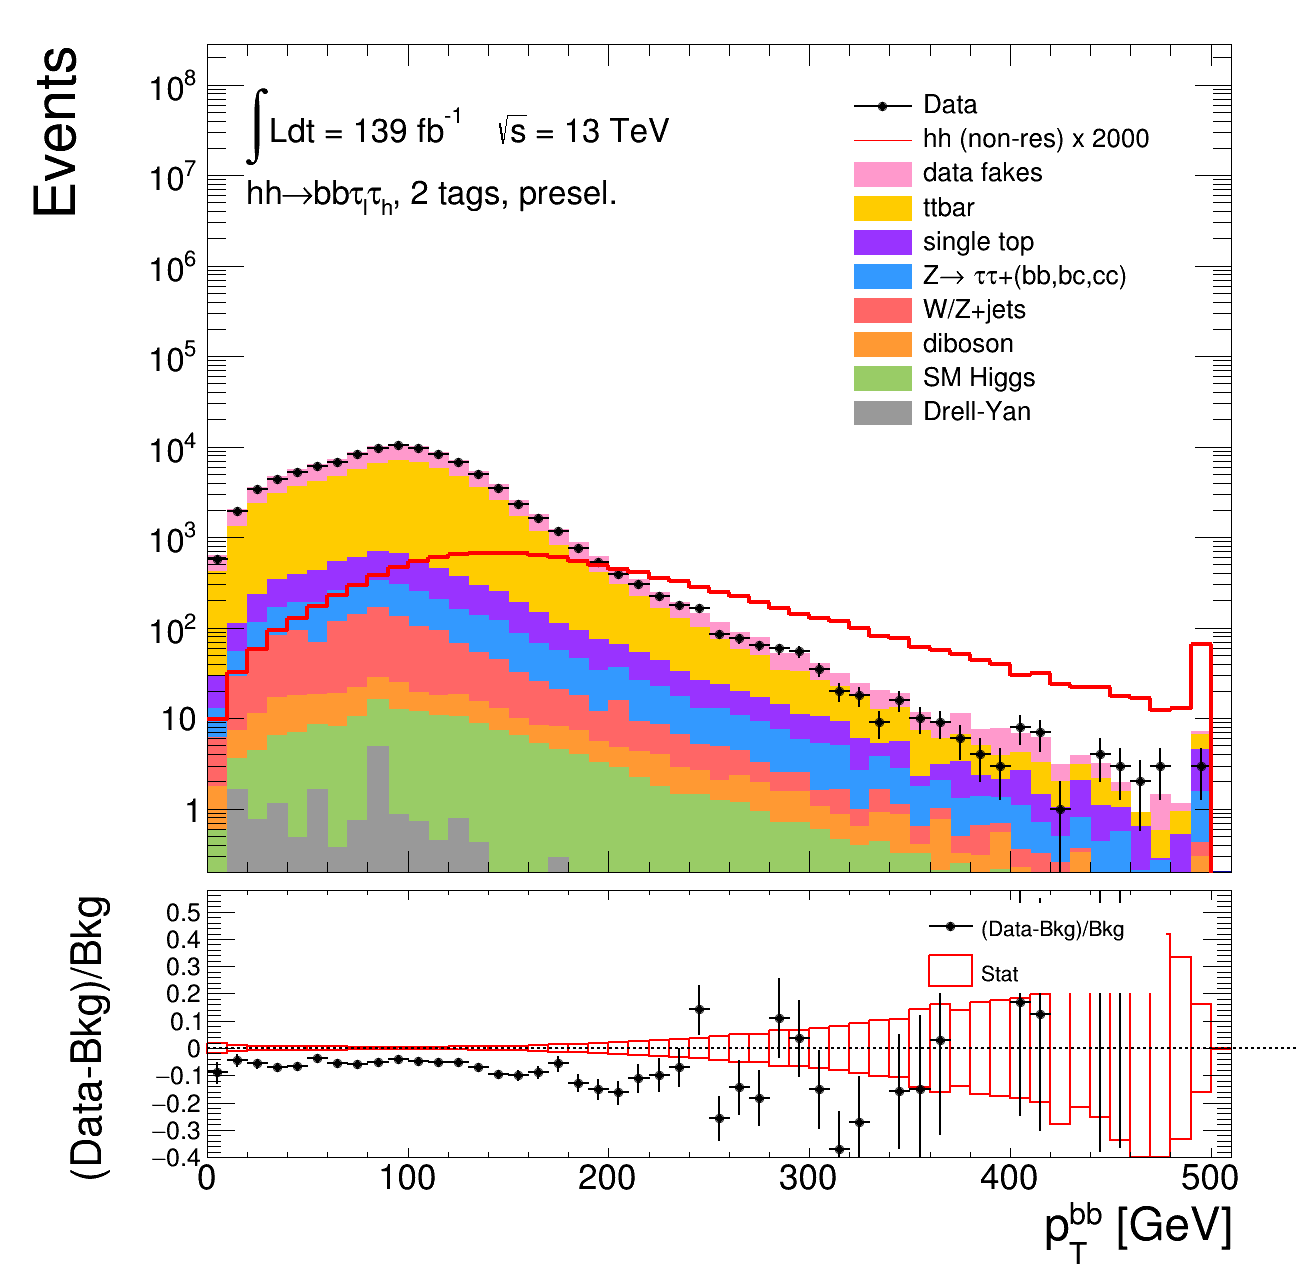 Events
10⁸
10⁷
10⁶
10⁵
10⁴
10³
10²
10
1
∫Ldt = 139 fb⁻¹ √s = 13 TeV
hh→bbτ_lτ_h, 2 tags, presel.
Data
hh (non-res) x 2000
data fakes
ttbar
single top
Z→ ττ+(bb,bc,cc)
W/Z+jets
diboson
SM Higgs
Drell-Yan
(Data-Bkg)/Bkg
0.5
0.4
0.3
0.2
0.1
0
−0.1
−0.2
−0.3
−0.4
(Data-Bkg)/Bkg
Stat
0 100 200 300 400 500
p_T^bb [GeV]